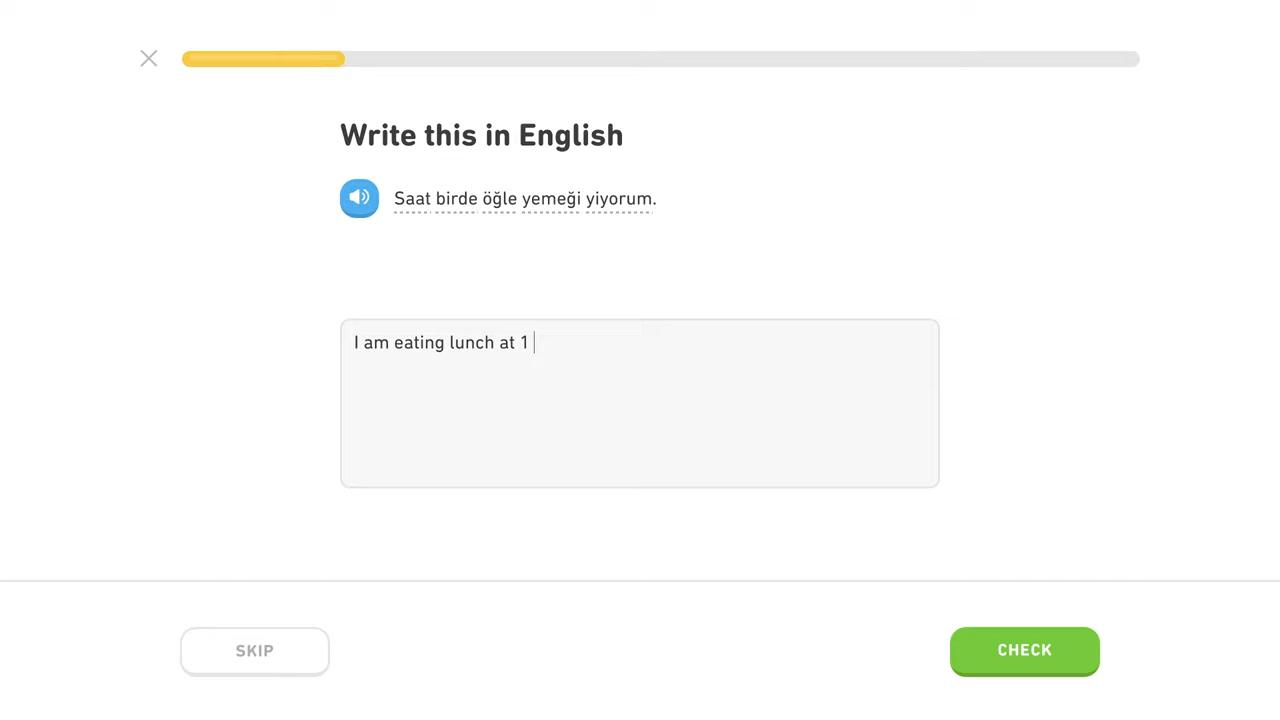 Write this in English
Saat birde öğle yemeği yiyorum.
I am eating lunch at 1
SKIP
CHECK